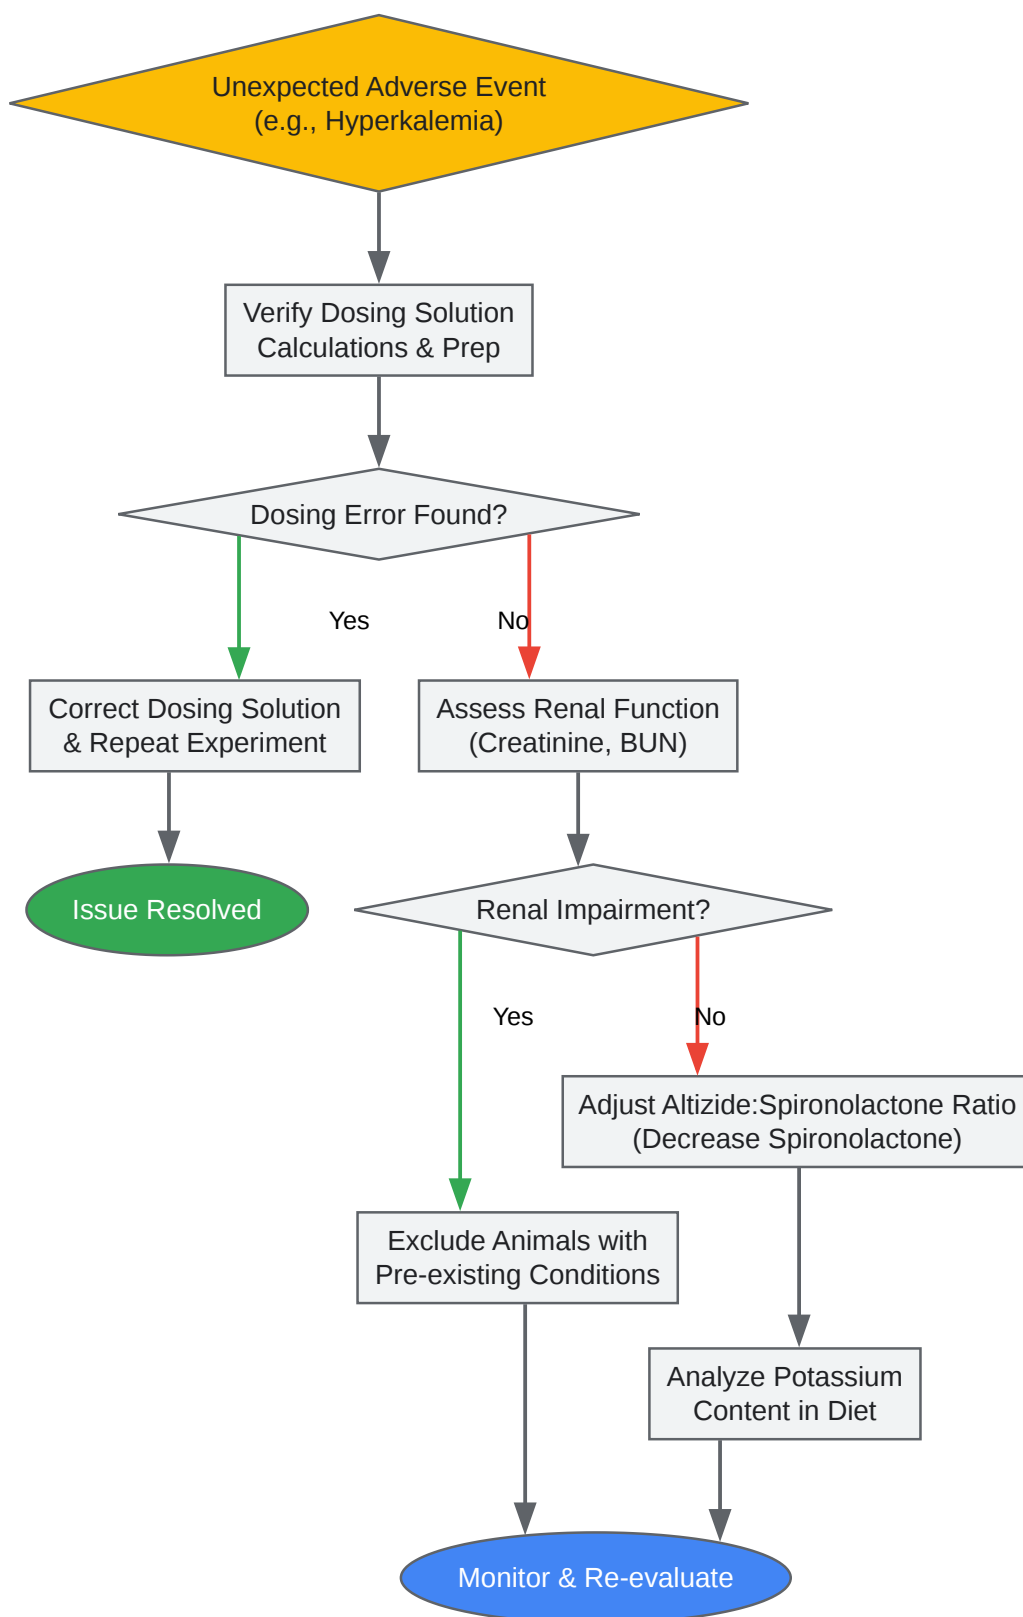 Unexpected Adverse Event
(e.g., Hyperkalemia)
Verify Dosing Solution
Calculations & Prep
Dosing Error Found?
Yes
No
Correct Dosing Solution
& Repeat Experiment
Assess Renal Function
(Creatinine, BUN)
Issue Resolved
Renal Impairment?
Yes
No
Adjust Altizide:Spironolactone Ratio
(Decrease Spironolactone)
Exclude Animals with
Pre-existing Conditions
Analyze Potassium
Content in Diet
Monitor & Re-evaluate